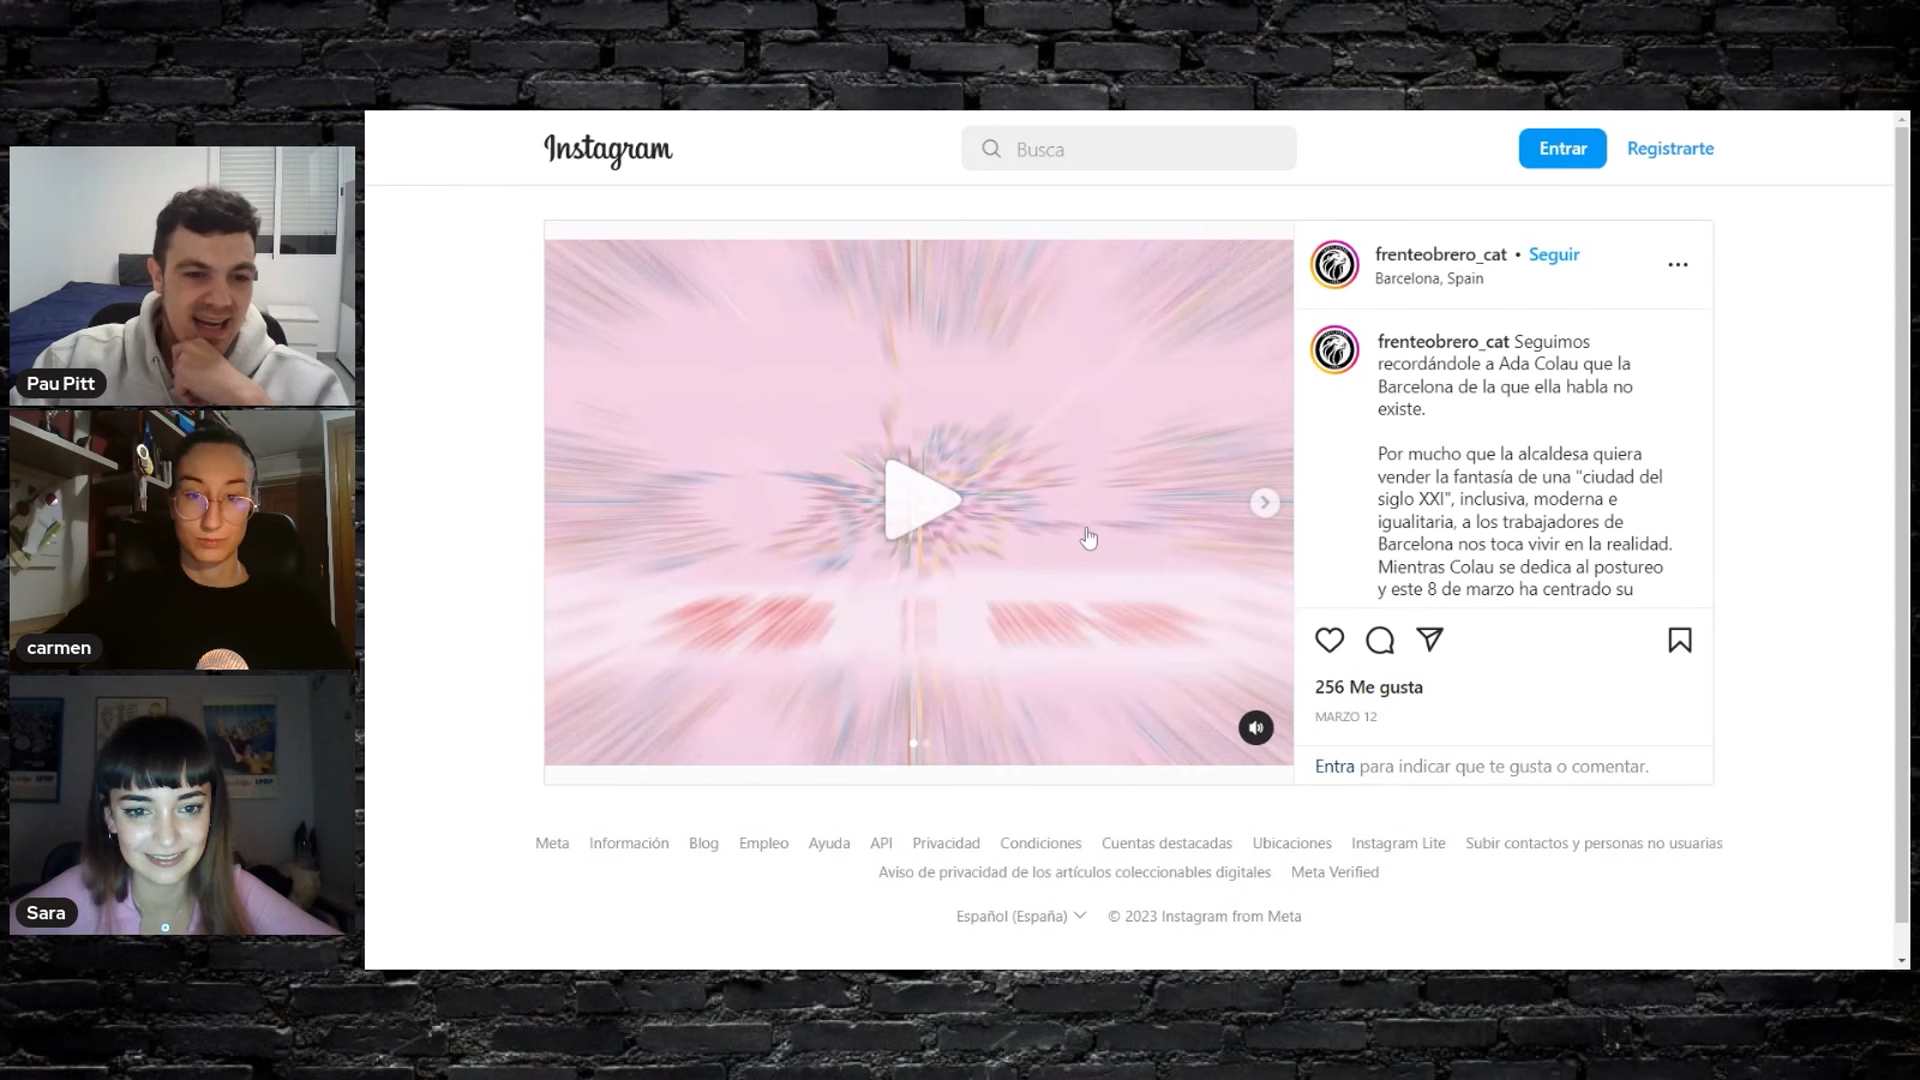 Instagram
Busca
Entrar
Registrarte
Pau Pitt
carmen
Sara
frenteobrero_cat • Seguir
Barcelona, Spain
frenteobrero_cat Seguimos
recordándole a Ada Colau que la
Barcelona de la que ella habla no
existe.
Por mucho que la alcaldesa quiera
vender la fantasía de una "ciudad del
siglo XXI", inclusiva, moderna e
igualitaria, a los trabajadores de
Barcelona nos toca vivir en la realidad.
Mientras Colau se dedica al postureo
y este 8 de marzo ha centrado su
256 Me gusta
MARZO 12
Entra para indicar que te gusta o comentar.
Meta Información Blog Empleo Ayuda API Privacidad Condiciones Cuentas destacadas Ubicaciones Instagram Lite Subir contactos y personas no usuarias
Aviso de privacidad de los artículos coleccionables digitales Meta Verified
Español (España) © 2023 Instagram from Meta